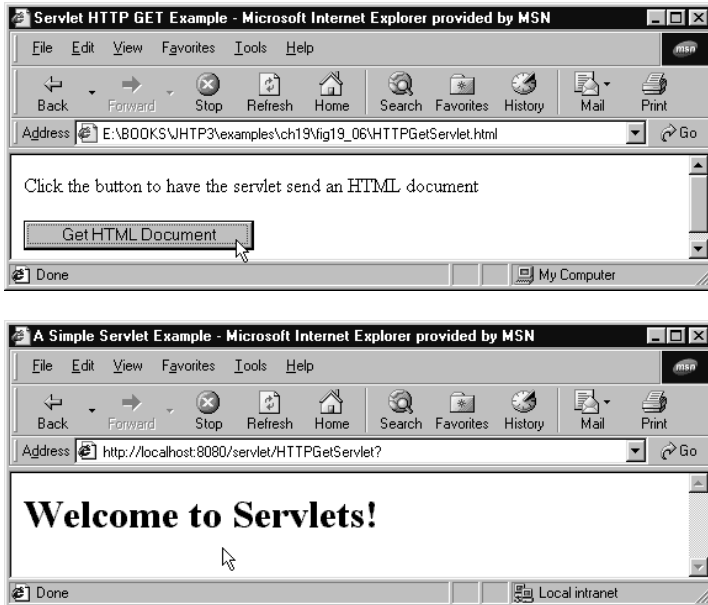 Servlet HTTP GET Example - Microsoft Internet Explorer provided by MSN
File Edit View Favorites Tools Help
msn
Back Forward Stop Refresh Home Search Favorites History Mail Print
Address E:\BOOKS\JHTP3\examples\ch19\fig19_06\HTTPGetServlet.html Go
Click the button to have the servlet send an HTML document
Get HTML Document
Done My Computer
A Simple Servlet Example - Microsoft Internet Explorer provided by MSN
File Edit View Favorites Tools Help
msn
Back Forward Stop Refresh Home Search Favorites History Mail Print
Address http://localhost:8080/servlet/HTTPGetServlet? Go
Welcome to Servlets!
Done Local intranet